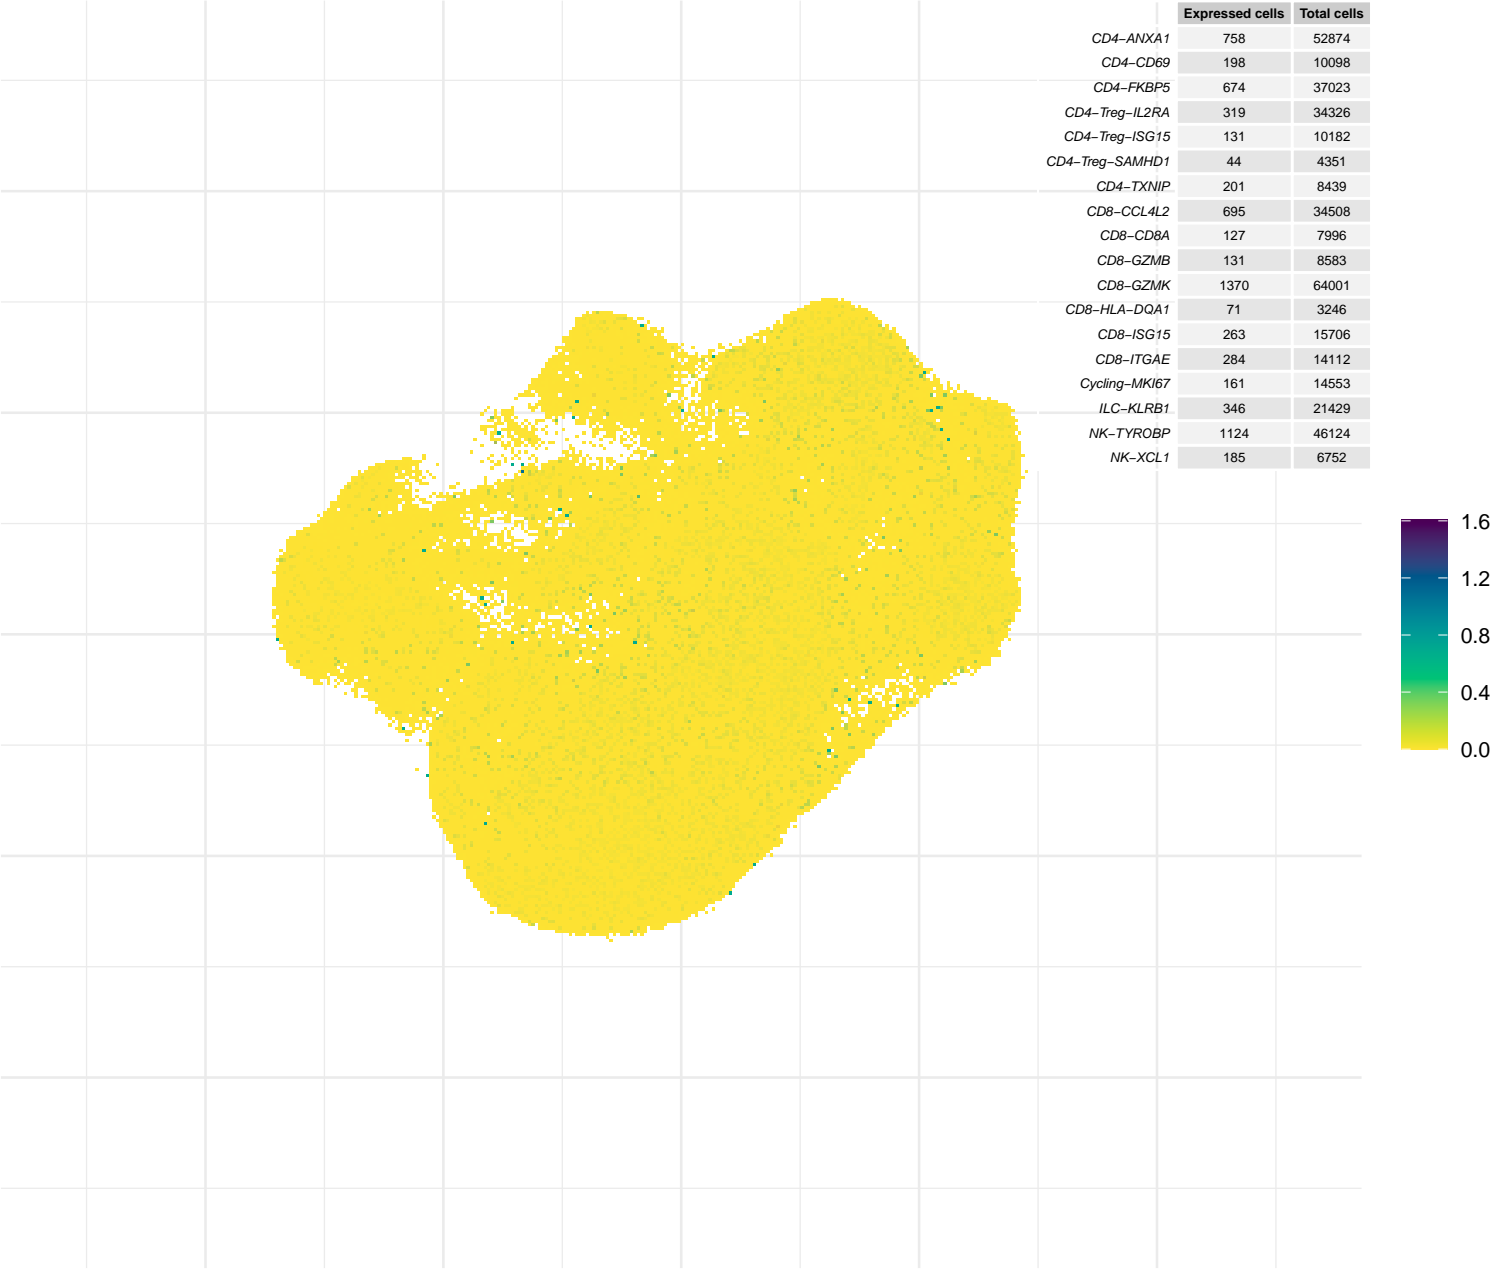 Expressed cells Total cells
CD4−ANXA1 758 52874
CD4−CD69 198 10098
CD4−FKBP5 674 37023
CD4−Treg−IL2RA 319 34326
CD4−Treg−ISG15 131 10182
CD4−Treg−SAMHD1 44 4351
CD4−TXNIP 201 8439
CD8−CCL4L2 695 34508
CD8−CD8A 127 7996
CD8−GZMB 131 8583
CD8−GZMK 1370 64001
CD8−HLA−DQA1 71 3246
CD8−ISG15 263 15706
CD8−ITGAE 284 14112
Cycling−MKI67 161 14553
ILC−KLRB1 346 21429
NK−TYROBP 1124 46124
NK−XCL1 185 6752
1.6
1.2
0.8
0.4
0.0